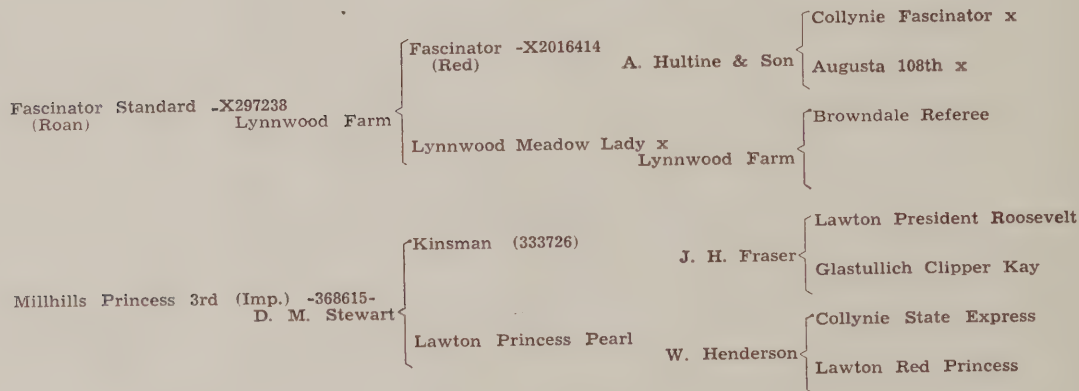 Collynie Fascinator x
Fascinator -X2016414
(Red)
A. Hultine & Son
Augusta 108th x
Fascinator Standard -X297238
(Roan)
Lynnwood Farm
Browndale Referee
Lynnwood Meadow Lady x
Lynnwood Farm
Lawton President Roosevelt
Kinsman (333726)
J. H. Fraser
Glastullich Clipper Kay
Millhills Princess 3rd (Imp.) -368615-
D. M. Stewart
Collynie State Express
Lawton Princess Pearl
W. Henderson
Lawton Red Princess